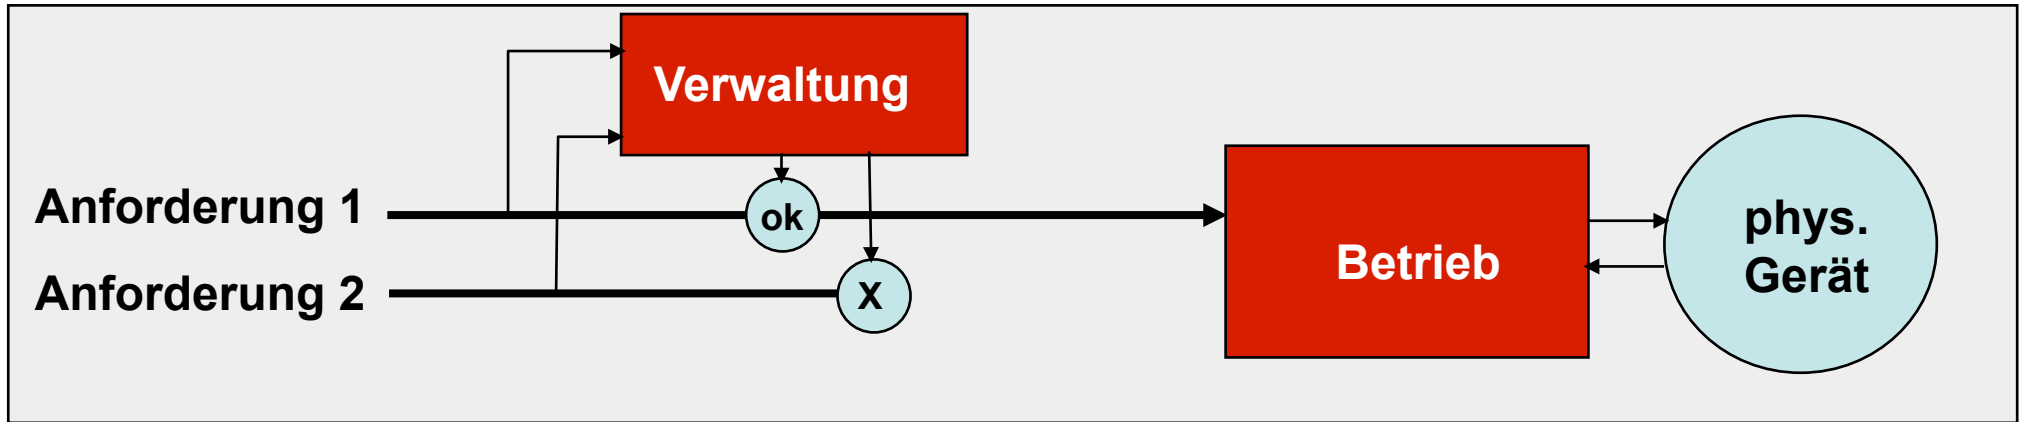 Verwaltung
Anforderung 1
ok
Anforderung 2
X
Betrieb
phys.
Gerät